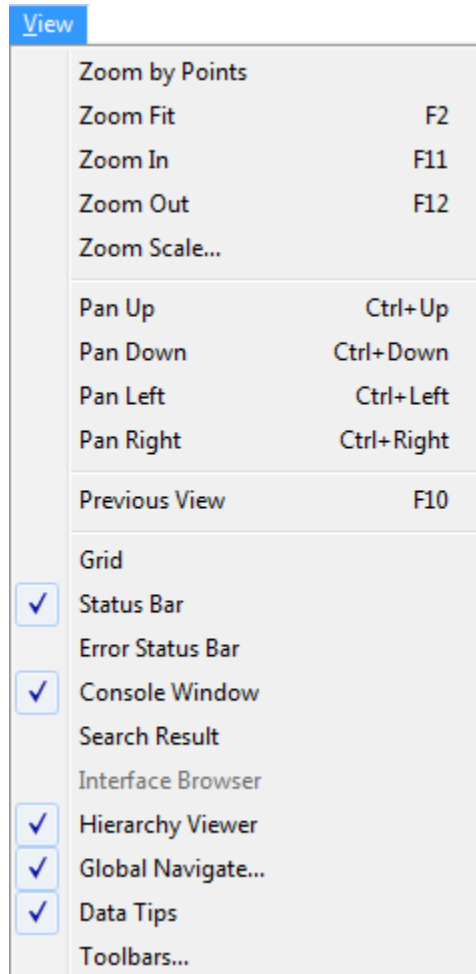 View
Zoom by Points
Zoom Fit F2
Zoom In F11
Zoom Out F12
Zoom Scale...
Pan Up Ctrl+Up
Pan Down Ctrl+Down
Pan Left Ctrl+Left
Pan Right Ctrl+Right
Previous View F10
Grid
Status Bar
Error Status Bar
Console Window
Search Result
Interface Browser
Hierarchy Viewer
Global Navigate...
Data Tips
Toolbars...